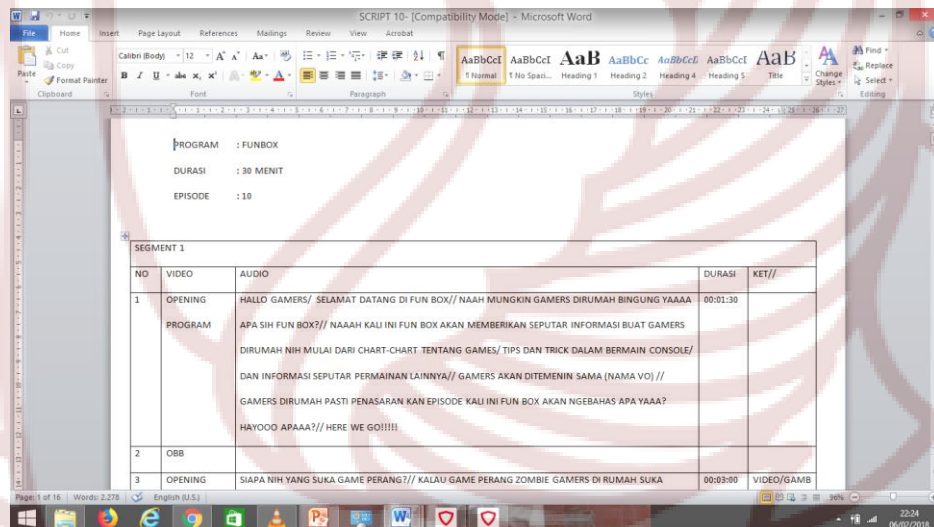 SCRIPT 10- [Compatibility Mode] - Microsoft Word
File Home Insert Page Layout References Mailings Review View Acrobat
Cut
Copy
Format Painter
Paste
Clipboard
Calibri (Body) 12
Font
Paragraph
AaBbCcI AaBbCcI AaB AaBbCc AaBbCcL AaBbCcI AaB
¶ Normal ¶ No Spaci... Heading 1 Heading 2 Heading 4 Heading 5 Title
Change Styles
Styles
Find
Replace
Select
Editing
PROGRAM : FUNBOX
DURASI : 30 MENIT
EPISODE : 10
SEGMENT 1
NO VIDEO AUDIO DURASI KET//
1 OPENING HALLO GAMERS/ SELAMAT DATANG DI FUN BOX// NAAH MUNGKIN GAMERS DIRUMAH BINGUNG YAAAA 00:01:30
PROGRAM APA SIH FUN BOX?// NAAAH KALI INI FUN BOX AKAN MEMBERIKAN SEPUTAR INFORMASI BUAT GAMERS
DIRUMAH NIH MULAI DARI CHART-CHART TENTANG GAMES/ TIPS DAN TRICK DALAM BERMAIN CONSOLE/
DAN INFORMASI SEPUTAR PERMAINAN LA!NNYA// GAMERS AKAN DITEMENIN SAMA (NAMA VO) //
GAMERS DIRUMAH PASTI PENASARAN KAN EPISODE KALI INI FUN BOX AKAN NGEBAHAS APA YAAA?
HAYOOO APAAA?// HERE WE GO!!!!!
2 OBB
3 OPENING SIAPA NIH YANG SUKA GAME PERANG?// KALAU GAME PERANG ZOMBIE GAMERS DI RUMAH SUKA 00:03:00 VIDEO/GAMB
Page: 1 of 16 Words: 2.278 English (U.S.) 96%
22:24
06/02/2018